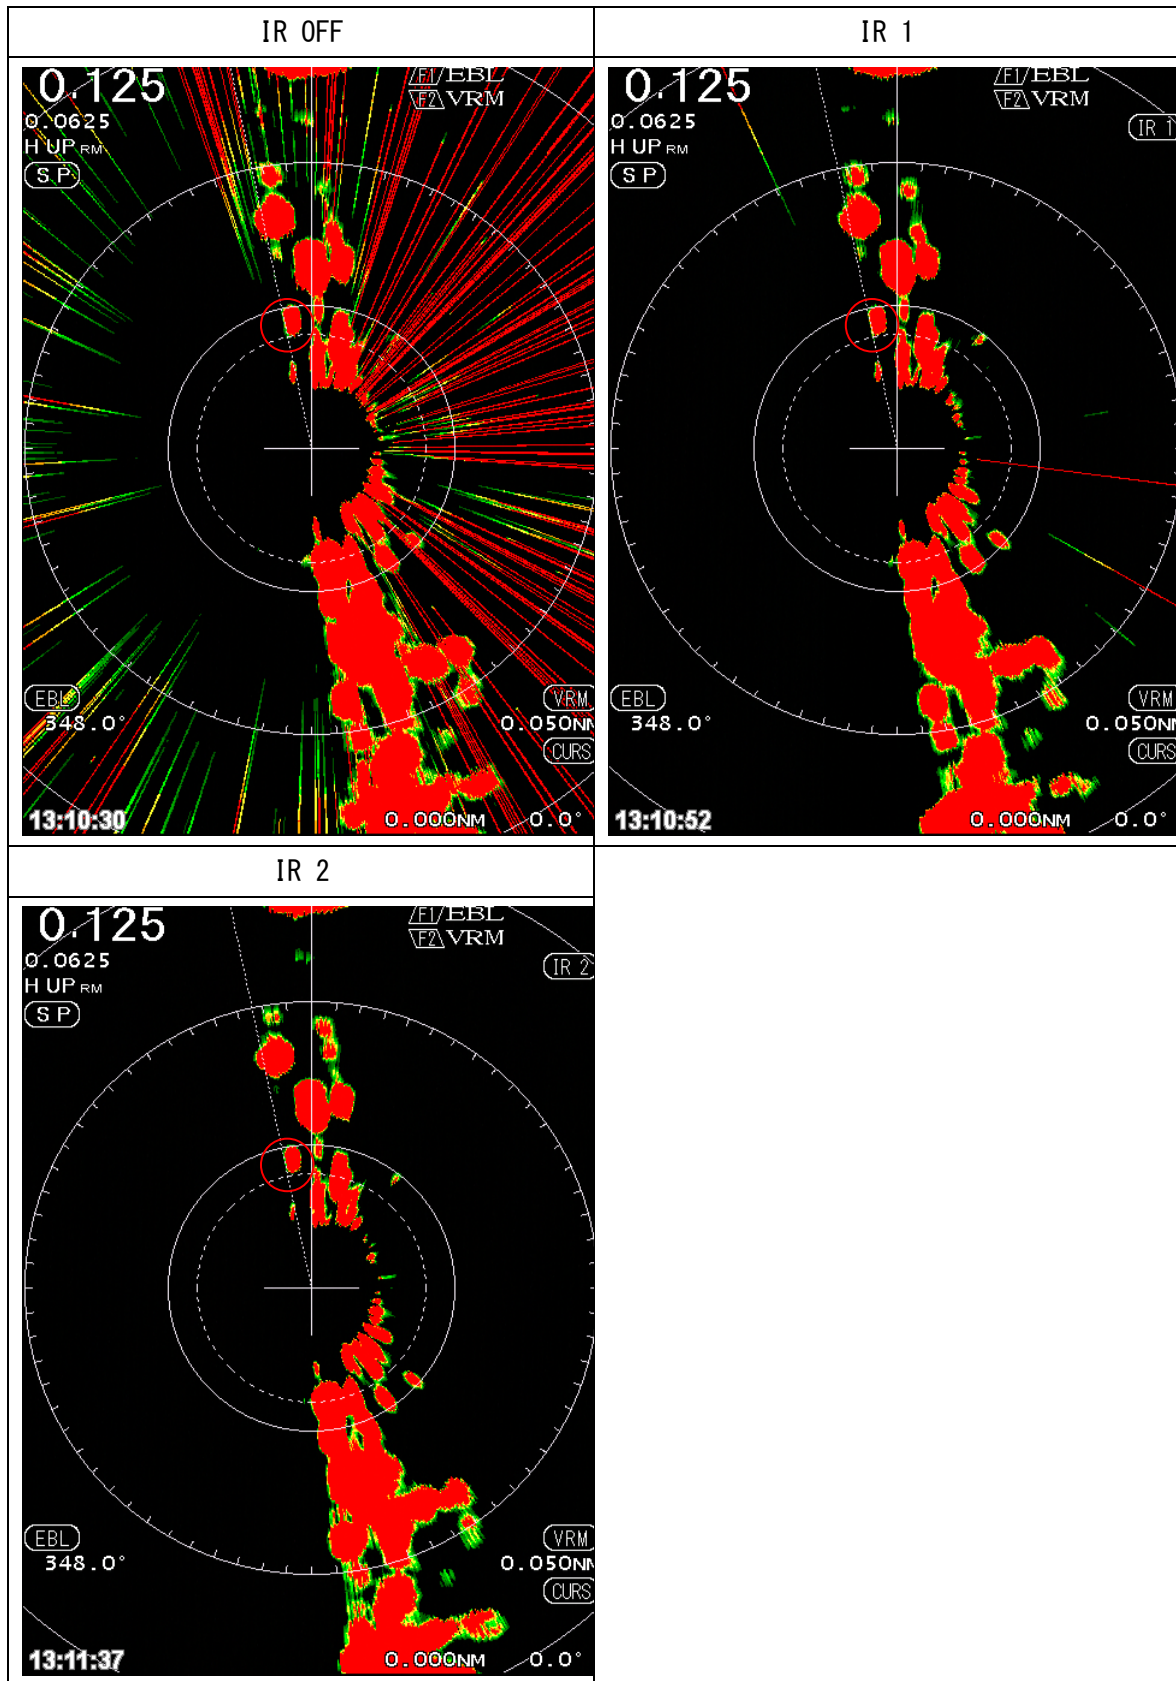 IR OFF
0.125
F1 EBL
F2 VRM
0.0625
H UP RM
S P
EBL
348.0°
VRM
0.050NM
CURS
13:10:30
0.000NM 0.0°
IR 1
0.125
F1 EBL
F2 VRM
0.0625
IR 1
H UP RM
S P
EBL
348.0°
VRM
0.050NM
CURS
13:10:52
0.000NM 0.0°
IR 2
0.125
F1 EBL
F2 VRM
0.0625
IR 2
H UP RM
S P
EBL
348.0°
VRM
0.050NM
CURS
13:11:37
0.000NM 0.0°